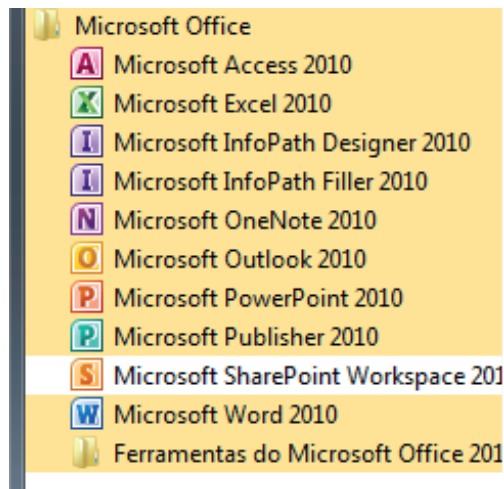 Microsoft Office
A Microsoft Access 2010
X Microsoft Excel 2010
I Microsoft InfoPath Designer 2010
I Microsoft InfoPath Filler 2010
N Microsoft OneNote 2010
O Microsoft Outlook 2010
P Microsoft PowerPoint 2010
P Microsoft Publisher 2010
S Microsoft SharePoint Workspace 201
W Microsoft Word 2010
Ferramentas do Microsoft Office 201